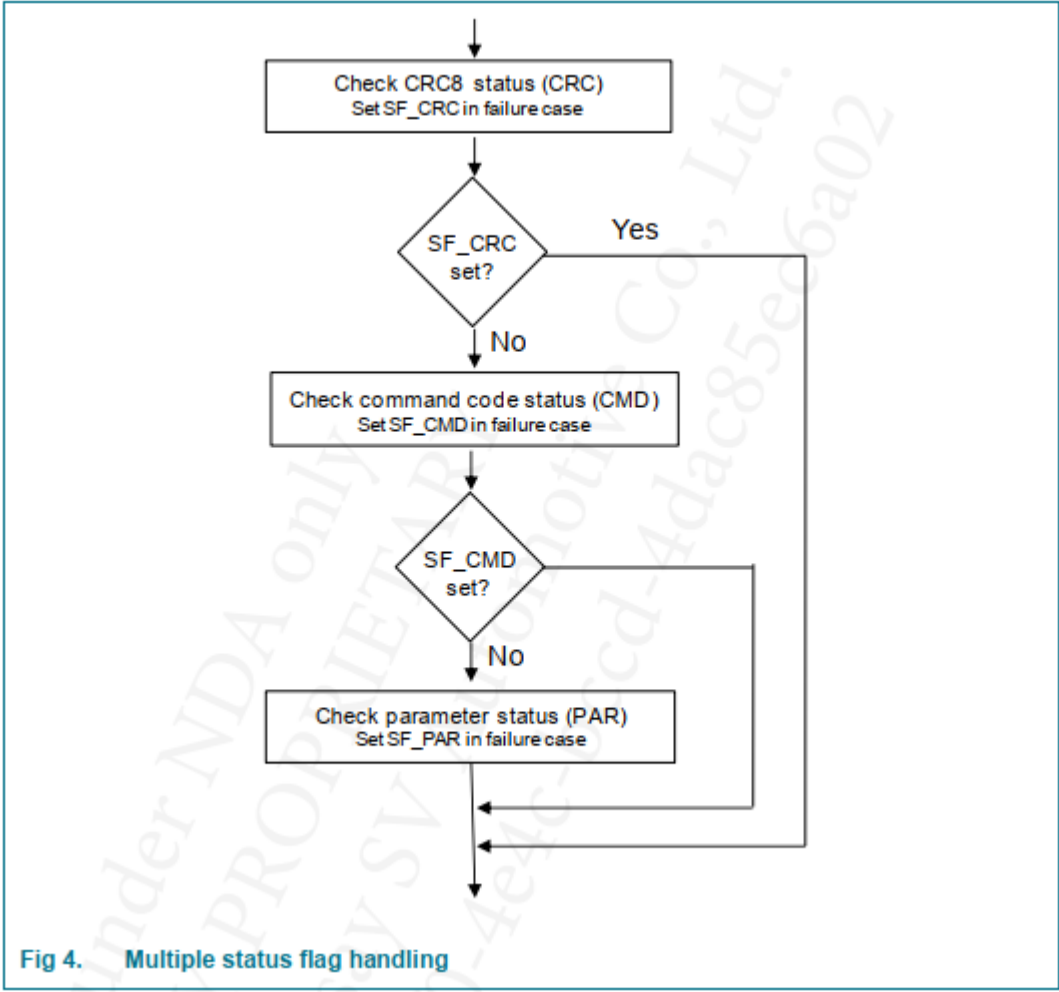 Check CRC8 status (CRC)
Set SF_CRC in failure case
SF_CRC
set?
Yes
No
Check command code status (CMD)
Set SF_CMD in failure case
SF_CMD
set?
No
Check parameter status (PAR)
Set SF_PAR in failure case
Fig 4. Multiple status flag handling